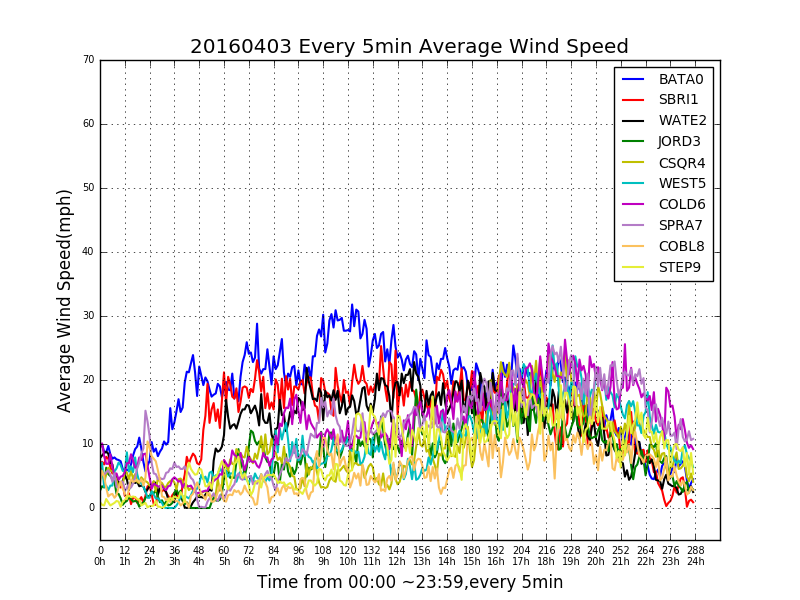 20160403 Every 5min Average Wind Speed
Average Wind Speed(mph)
70
60
50
40
30
20
10
0
BATA0
SBRI1
WATE2
JORD3
CSQR4
WEST5
COLD6
SPRA7
COBL8
STEP9
0 12 24 36 48 60 72 84 96 108 120 132 144 156 168 180 192 204 216 228 240 252 264 276 288
0h 1h 2h 3h 4h 5h 6h 7h 8h 9h 10h 11h 12h 13h 14h 15h 16h 17h 18h 19h 20h 21h 22h 23h 24h
Time from 00:00 ~23:59,every 5min